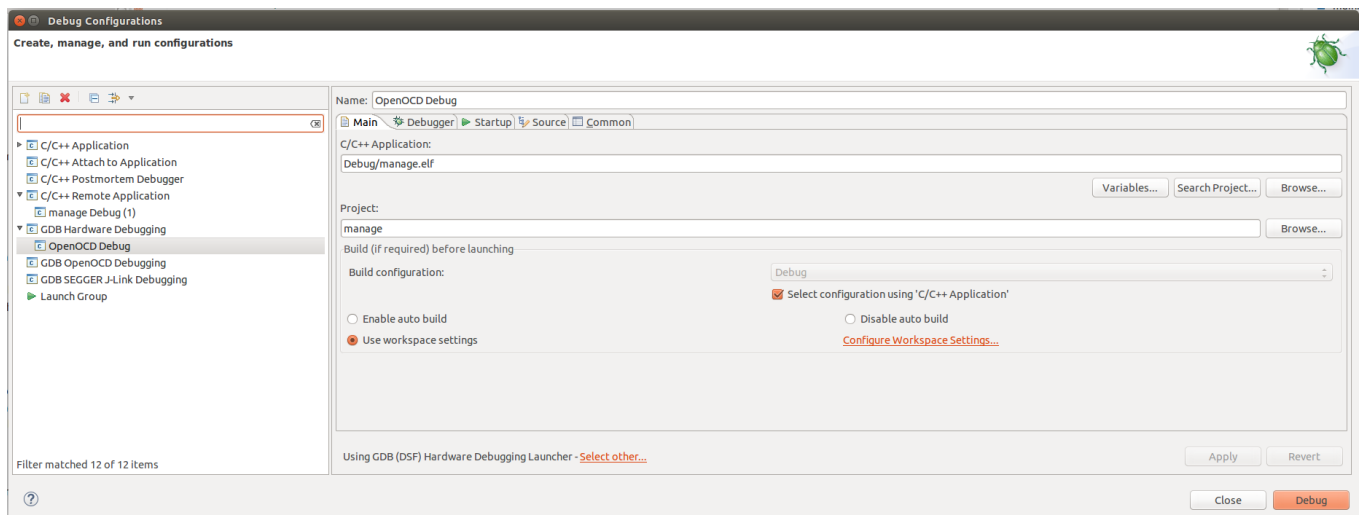 Debug Configurations
Create, manage, and run configurations
Name: OpenOCD Debug
Main Debugger Startup Source Common
C/C++ Application:
Debug/manage.elf
Variables... Search Project... Browse...
Project:
manage
Browse...
Build (if required) before launching
Build configuration: Debug
Select configuration using 'C/C++ Application'
Enable auto build Disable auto build
Use workspace settings Configure Workspace Settings...
C/C++ Application
C/C++ Attach to Application
C/C++ Postmortem Debugger
C/C++ Remote Application
manage Debug (1)
GDB Hardware Debugging
OpenOCD Debug
GDB OpenOCD Debugging
GDB SEGGER J-Link Debugging
Launch Group
Filter matched 12 of 12 items
Using GDB (DSF) Hardware Debugging Launcher - Select other...
Apply Revert
Close Debug